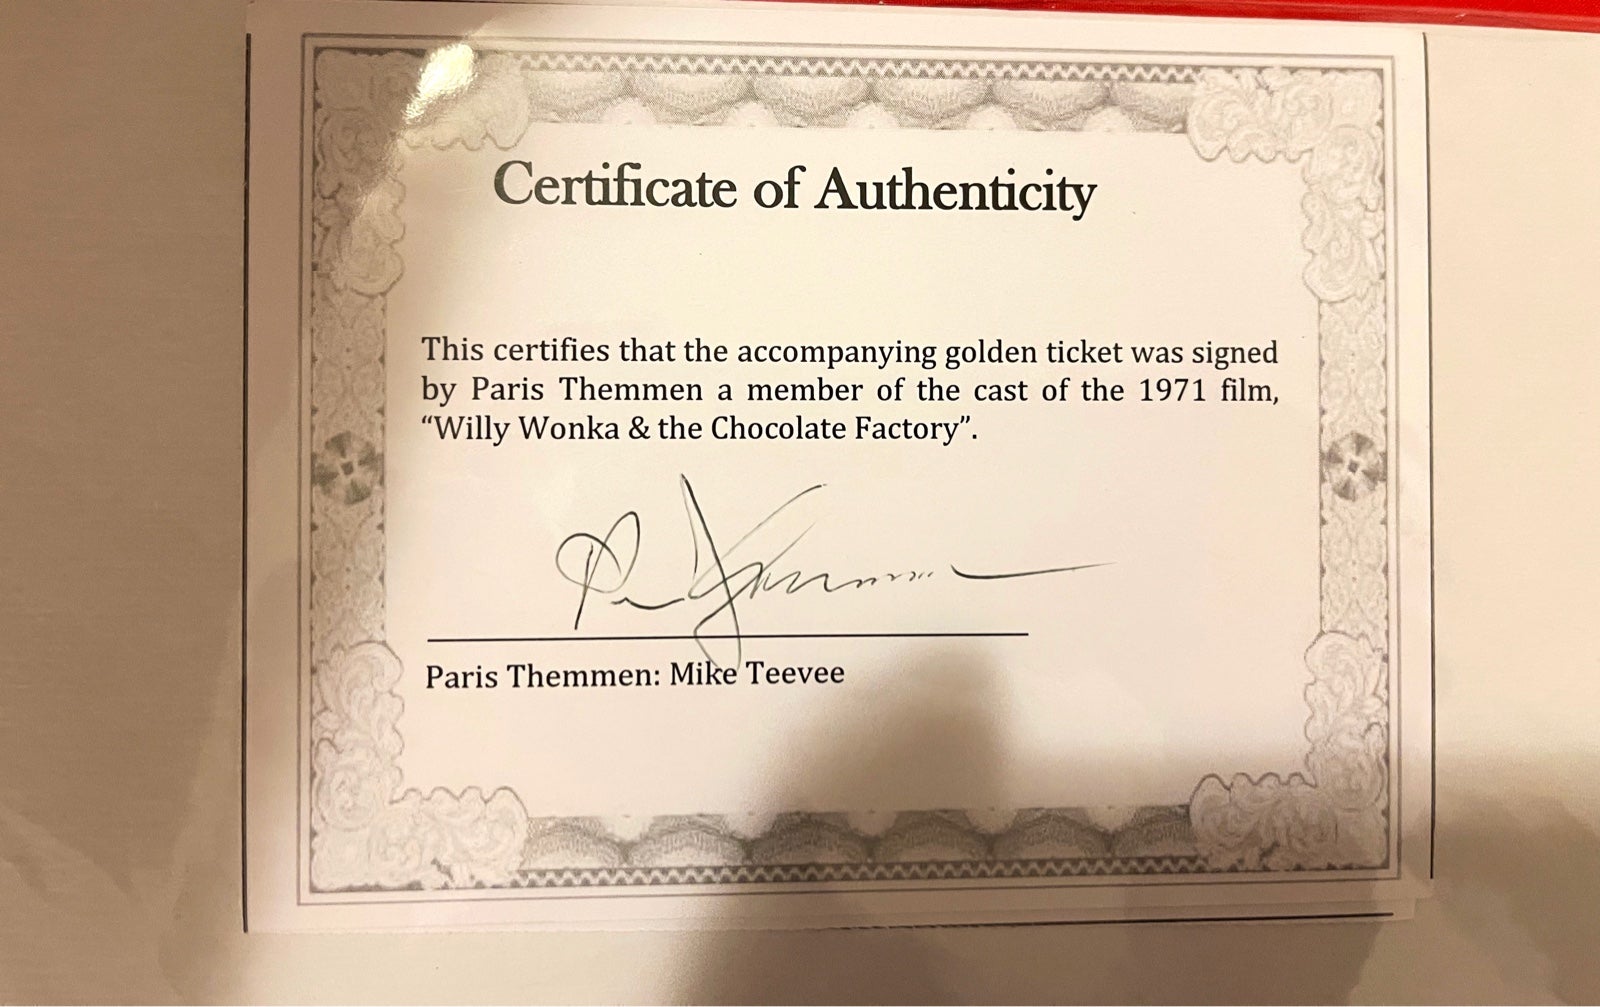 Certificate of Authenticity
This certifies that the accompanying golden ticket was signed
by Paris Themmen a member of the cast of the 1971 film,
“Willy Wonka & the Chocolate Factory”.
Paris Themmen: Mike Teevee